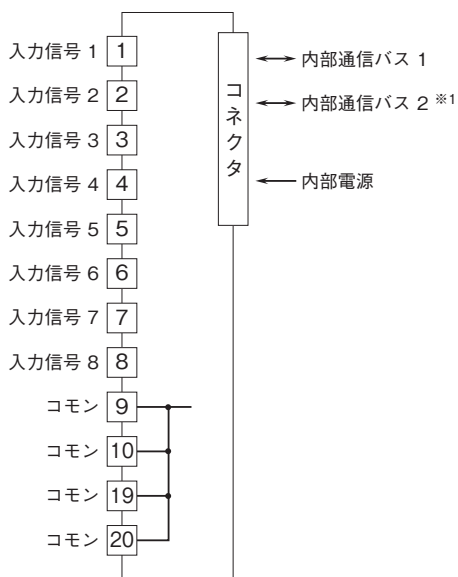 入力信号 1 1
入力信号 2 2
入力信号 3 3
入力信号 4 4
入力信号 5 5
入力信号 6 6
入力信号 7 7
入力信号 8 8
コモン 9
コモン 10
コモン 19
コモン 20
コネクタ
内部通信バス 1
内部通信バス 2 ※1
内部電源